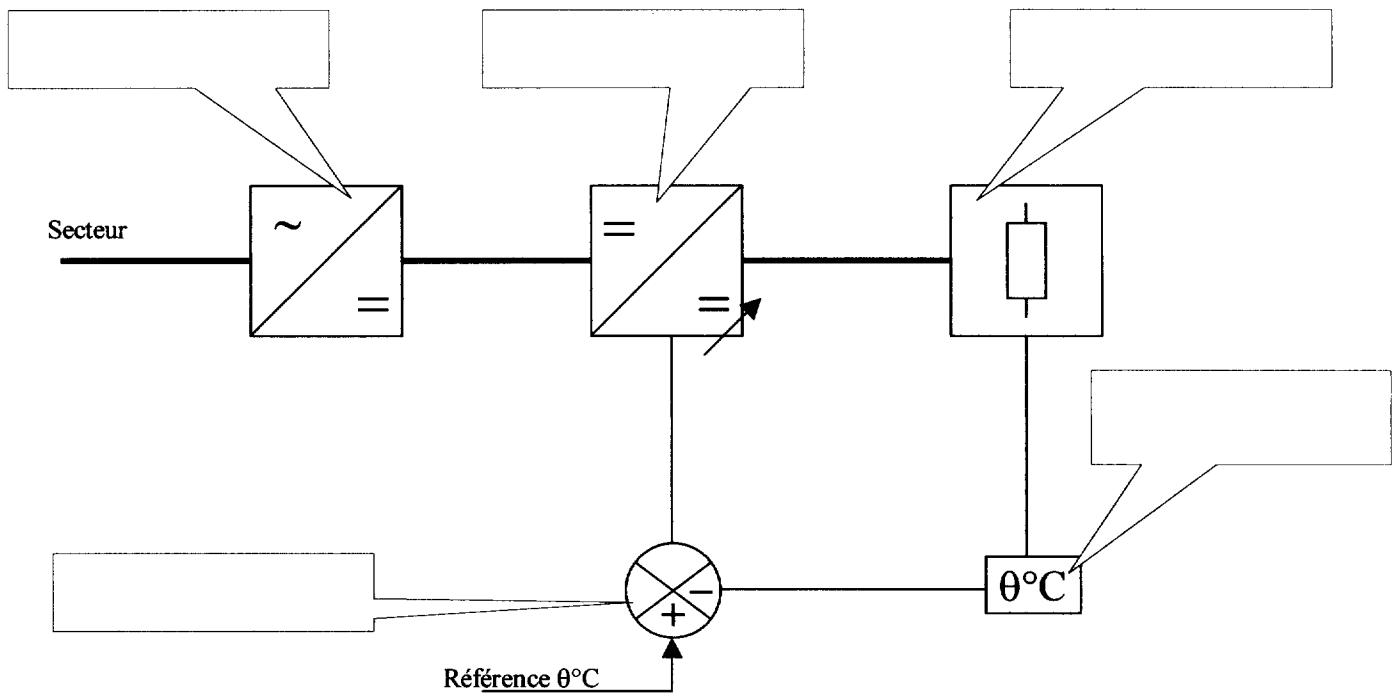 Secteur
~
=
=
=
θ°C
−
+
Référence θ°C